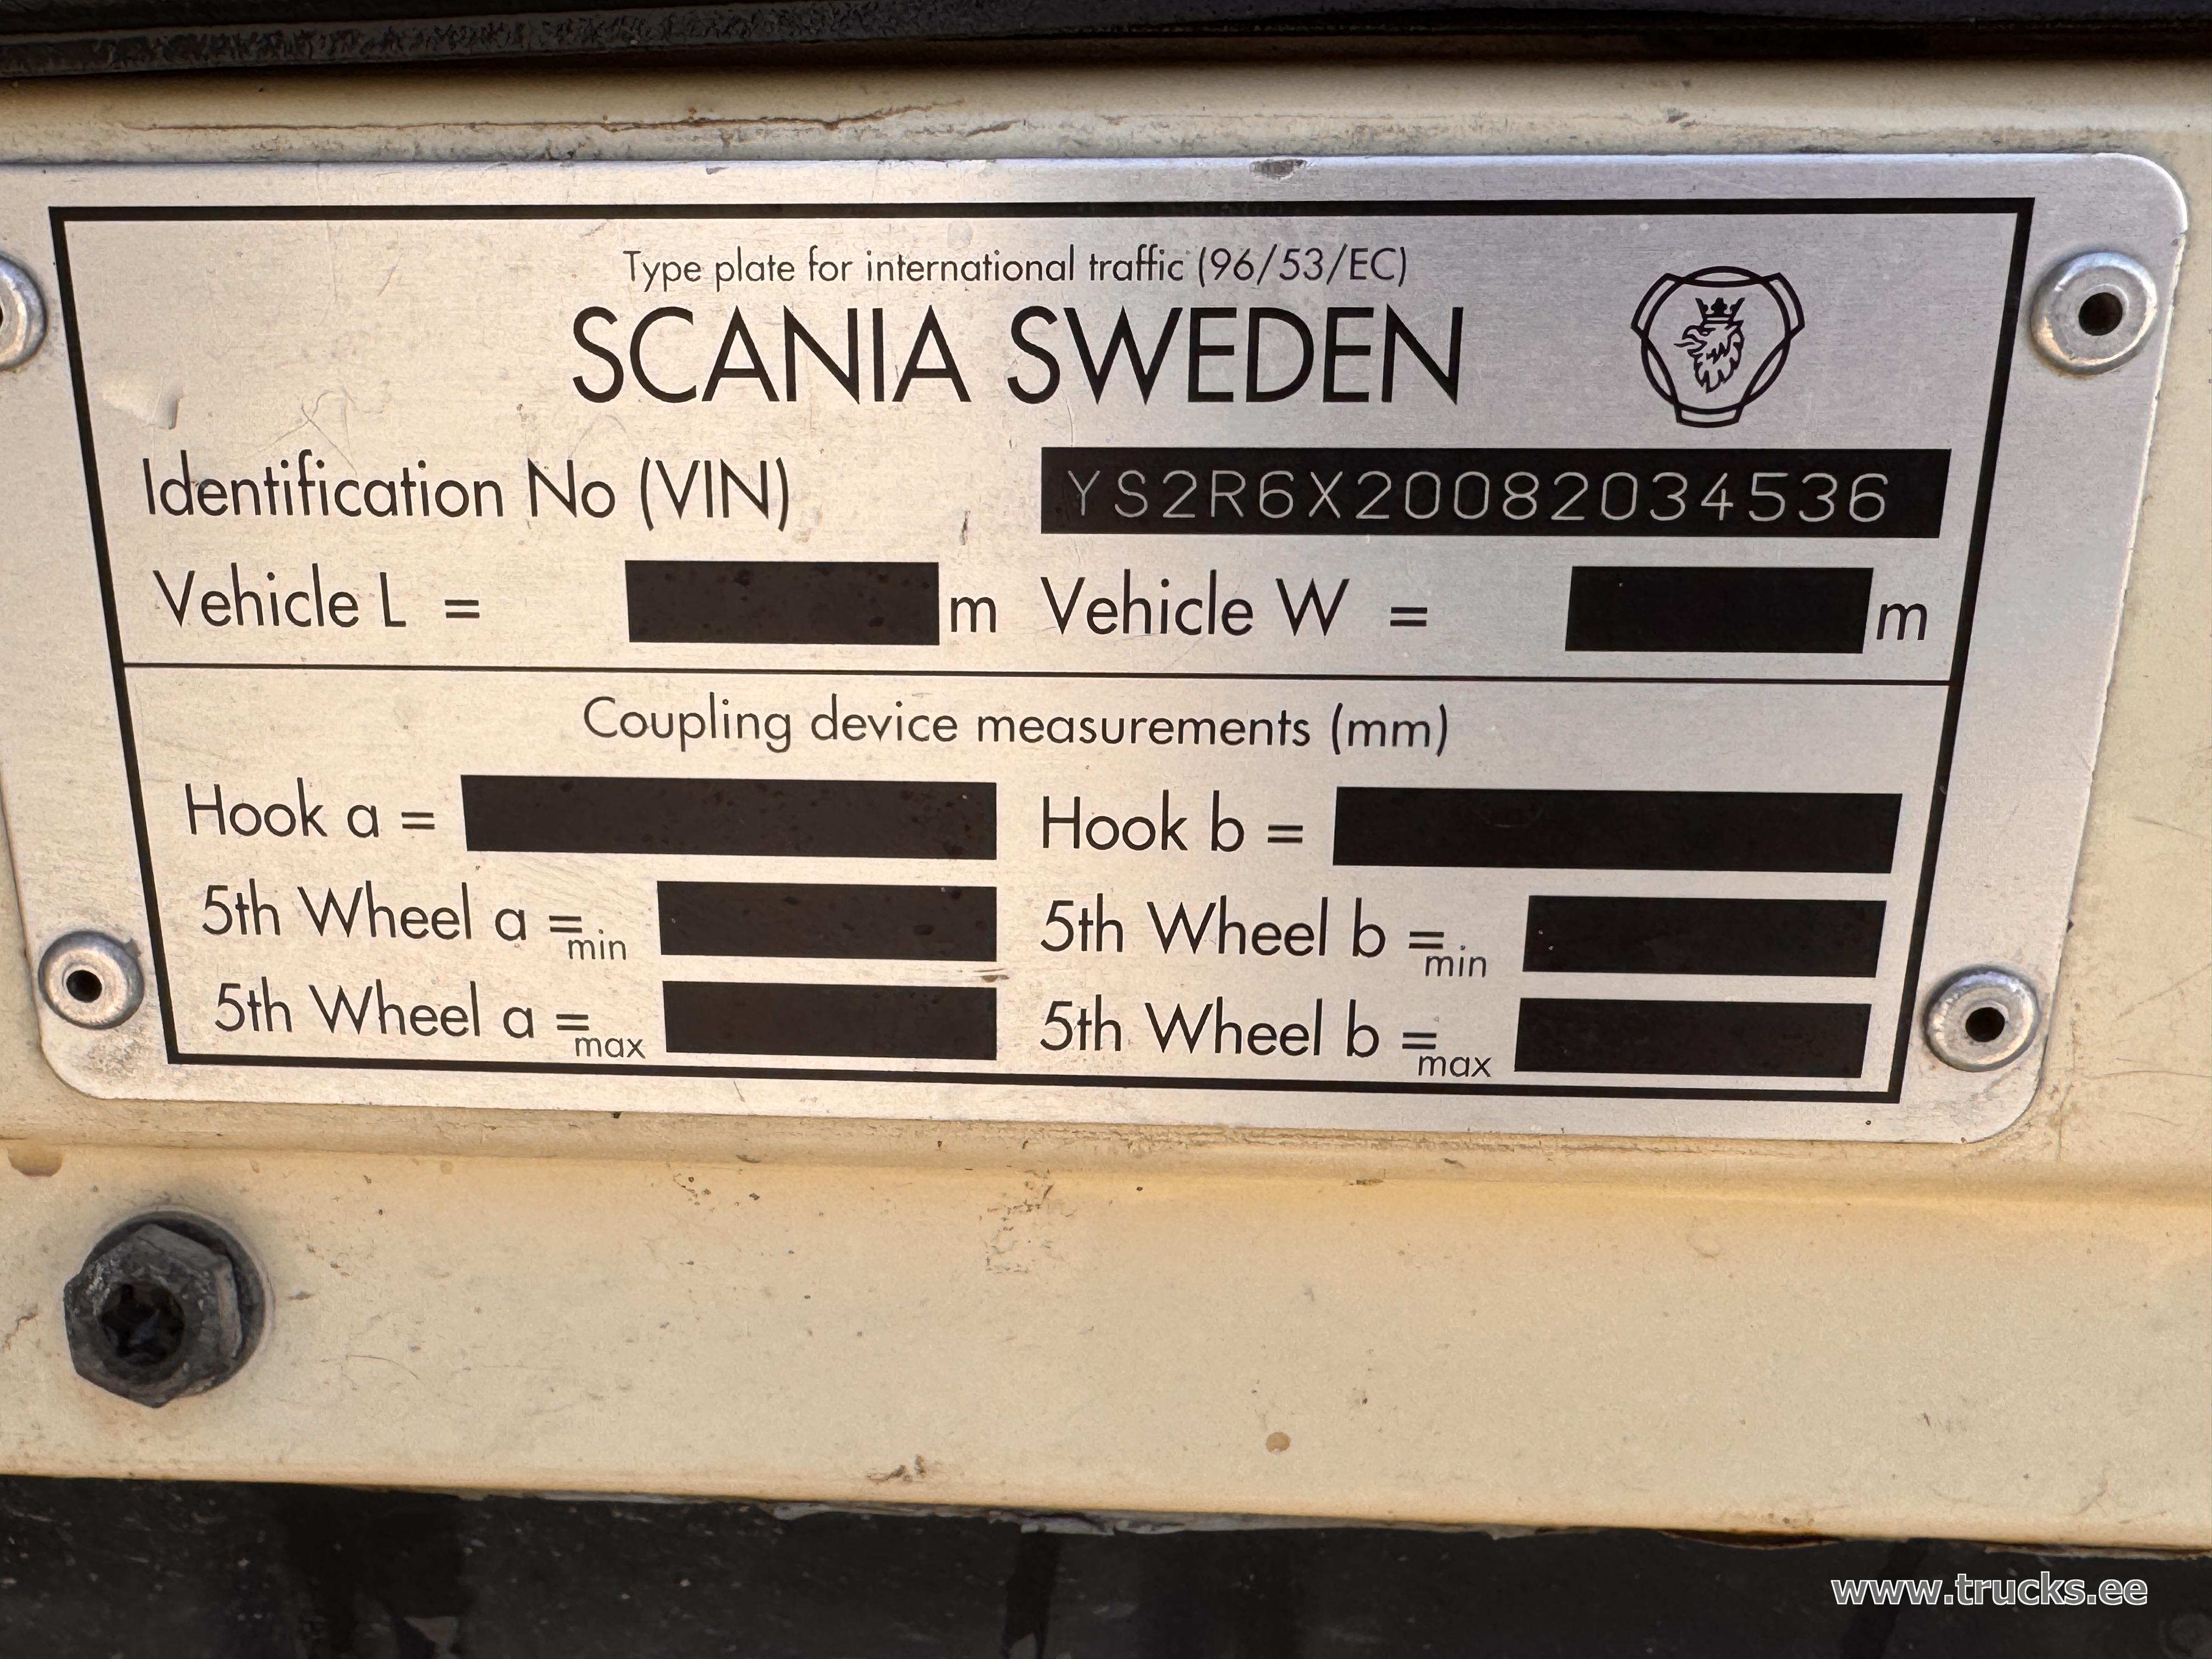 Type plate for international traffic (96/53/EC)
SCANIA SWEDEN
Identification No (VIN) YS2R6X20082034536
Vehicle L = m Vehicle W = m
Coupling device measurements (mm)
Hook a = Hook b =
5th Wheel a =min 5th Wheel b =min
5th Wheel a =max 5th Wheel b =max
www.trucks.ee